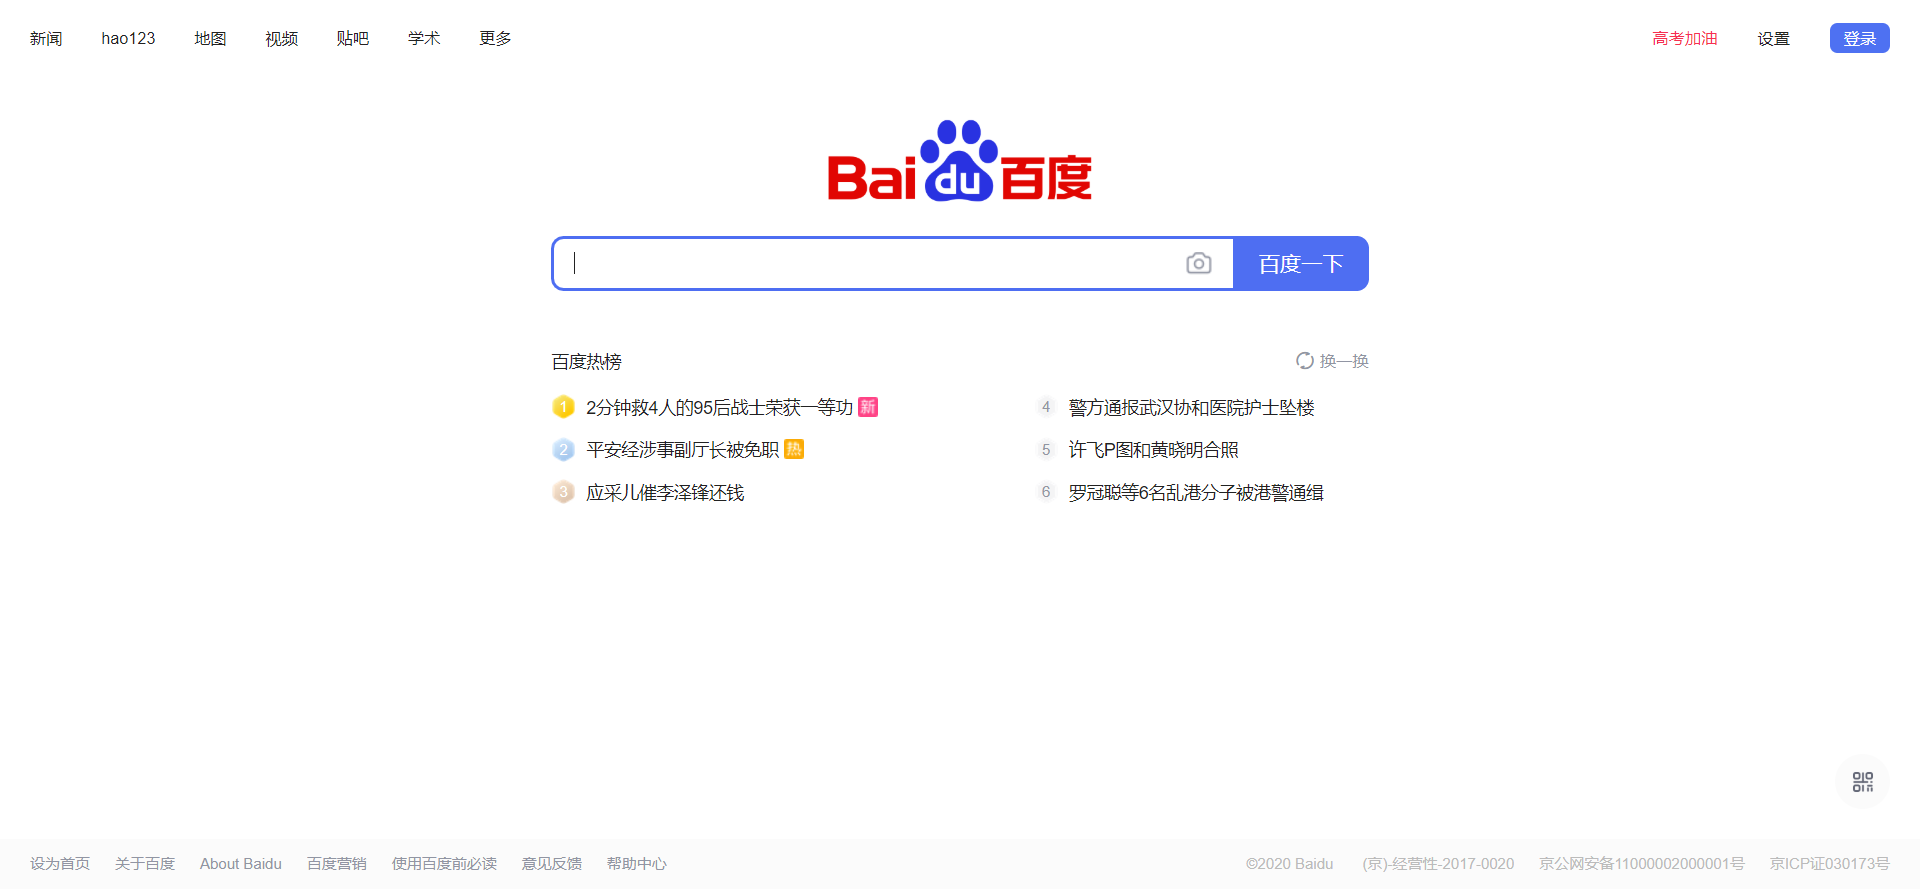 新闻 hao123 地图 视频 贴吧 学术 更多 高考加油 设置 登录
Bai du 百度
百度一下
百度热榜 换一换
1 2分钟救4人的95后战士荣获一等功 新
2 平安经涉事副厅长被免职 热
3 应采儿催李泽锋还钱
4 警方通报武汉协和医院护士坠楼
5 许飞P图和黄晓明合照
6 罗冠聪等6名乱港分子被港警通缉
设为首页 关于百度 About Baidu 百度营销 使用百度前必读 意见反馈 帮助中心 ©2020 Baidu (京)-经营性-2017-0020 京公网安备11000002000001号 京ICP证030173号